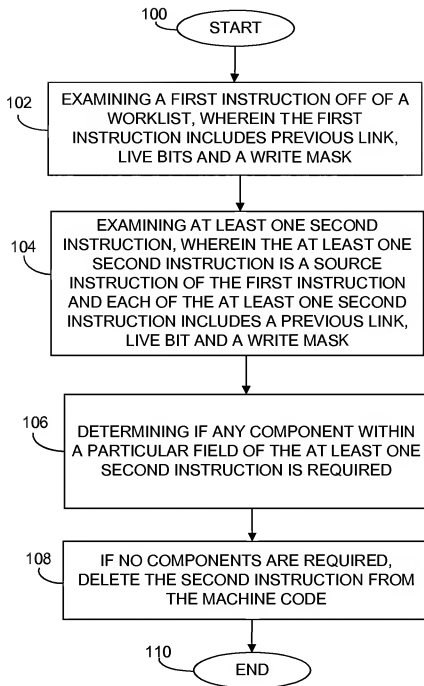 100
START
102
EXAMINING A FIRST INSTRUCTION OFF OF A
WORKLIST, WHEREIN THE FIRST
INSTRUCTION INCLUDES PREVIOUS LINK,
LIVE BITS AND A WRITE MASK
104
EXAMINING AT LEAST ONE SECOND
INSTRUCTION, WHEREIN THE AT LEAST ONE
SECOND INSTRUCTION IS A SOURCE
INSTRUCTION OF THE FIRST INSTRUCTION
AND EACH OF THE AT LEAST ONE SECOND
INSTRUCTION INCLUDES A PREVIOUS LINK,
LIVE BIT AND A WRITE MASK
106
DETERMINING IF ANY COMPONENT WITHIN
A PARTICULAR FIELD OF THE AT LEAST ONE
SECOND INSTRUCTION IS REQUIRED
108
IF NO COMPONENTS ARE REQUIRED,
DELETE THE SECOND INSTRUCTION FROM
THE MACHINE CODE
110
END